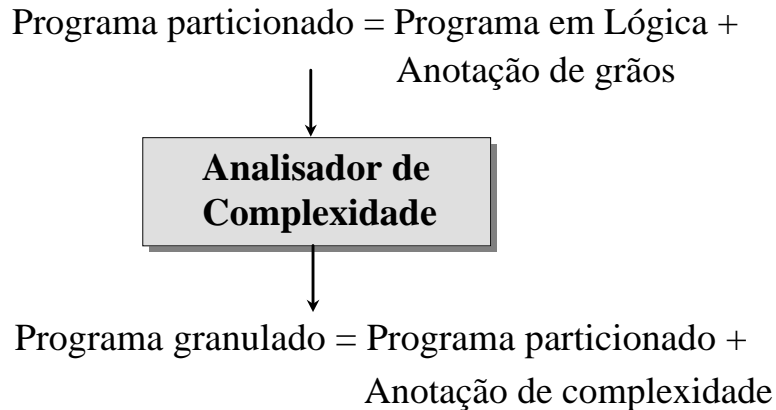 Programa particionado = Programa em Lógica +
Anotação de grãos
Analisador de
Complexidade
Programa granulado = Programa particionado +
Anotação de complexidade